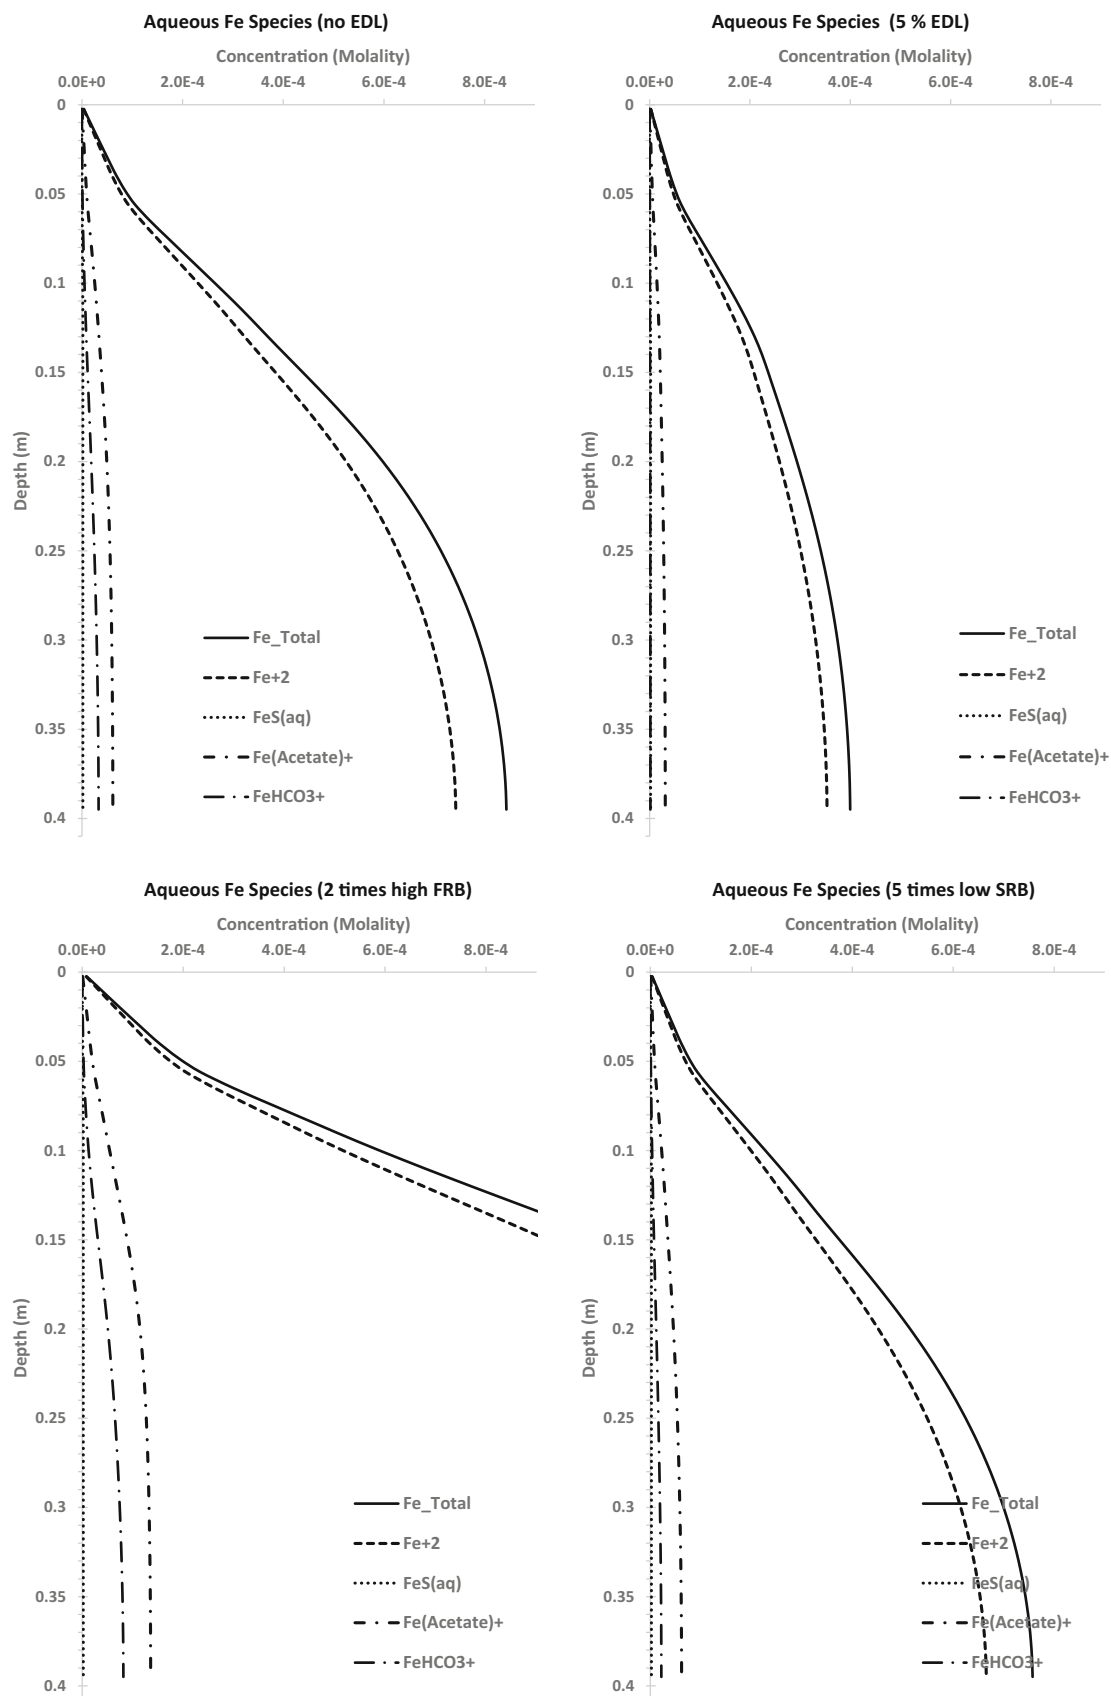 Aqueous Fe Species (no EDL)
Concentration (Molality)
0.0E+0 2.0E-4 4.0E-4 6.0E-4 8.0E-4
0
0.05
0.1
0.15
0.2
0.25
0.3
0.35
0.4
Depth (m)
Fe_Total
Fe+2
FeS(aq)
Fe(Acetate)+
FeHCO3+
Aqueous Fe Species (5 % EDL)
Concentration (Molality)
0.0E+0 2.0E-4 4.0E-4 6.0E-4 8.0E-4
0
0.05
0.1
0.15
0.2
0.25
0.3
0.35
0.4
Depth (m)
Fe_Total
Fe+2
FeS(aq)
Fe(Acetate)+
FeHCO3+
Aqueous Fe Species (2 times high FRB)
Concentration (Molality)
0.0E+0 2.0E-4 4.0E-4 6.0E-4 8.0E-4
0
0.05
0.1
0.15
0.2
0.25
0.3
0.35
0.4
Depth (m)
Fe_Total
Fe+2
FeS(aq)
Fe(Acetate)+
FeHCO3+
Aqueous Fe Species (5 times low SRB)
Concentration (Molality)
0.0E+0 2.0E-4 4.0E-4 6.0E-4 8.0E-4
0
0.05
0.1
0.15
0.2
0.25
0.3
0.35
0.4
Depth (m)
Fe_Total
Fe+2
FeS(aq)
Fe(Acetate)+
FeHCO3+